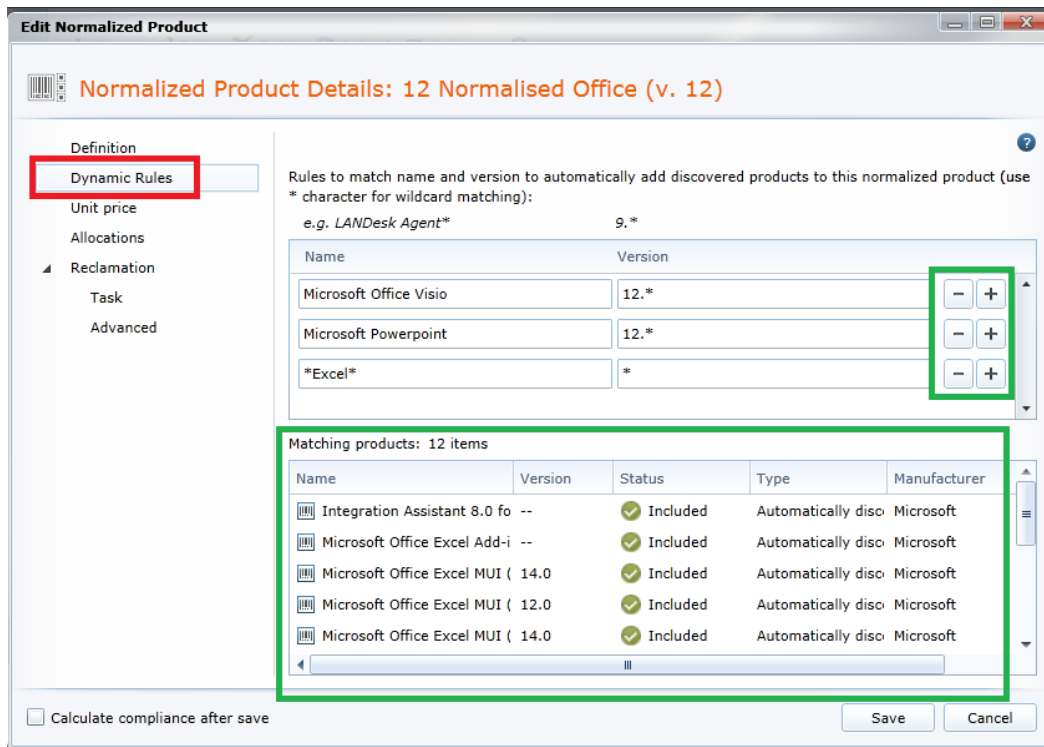 Edit Normalized Product
Normalized Product Details: 12 Normalised Office (v. 12)
Definition
Dynamic Rules
Unit price
Allocations
Reclamation
Task
Advanced
Rules to match name and version to automatically add discovered products to this normalized product (use
* character for wildcard matching):
e.g. LANDesk Agent* 9.*
Name Version
Microsoft Office Visio 12.*
Microsoft Powerpoint 12.*
*Excel* *
Matching products: 12 items
Name Version Status Type Manufacturer
Integration Assistant 8.0 fo -- Included Automatically disc Microsoft
Microsoft Office Excel Add-i -- Included Automatically disc Microsoft
Microsoft Office Excel MUI ( 14.0 Included Automatically disc Microsoft
Microsoft Office Excel MUI ( 12.0 Included Automatically disc Microsoft
Microsoft Office Excel MUI ( 14.0 Included Automatically disc Microsoft
Calculate compliance after save
Save Cancel